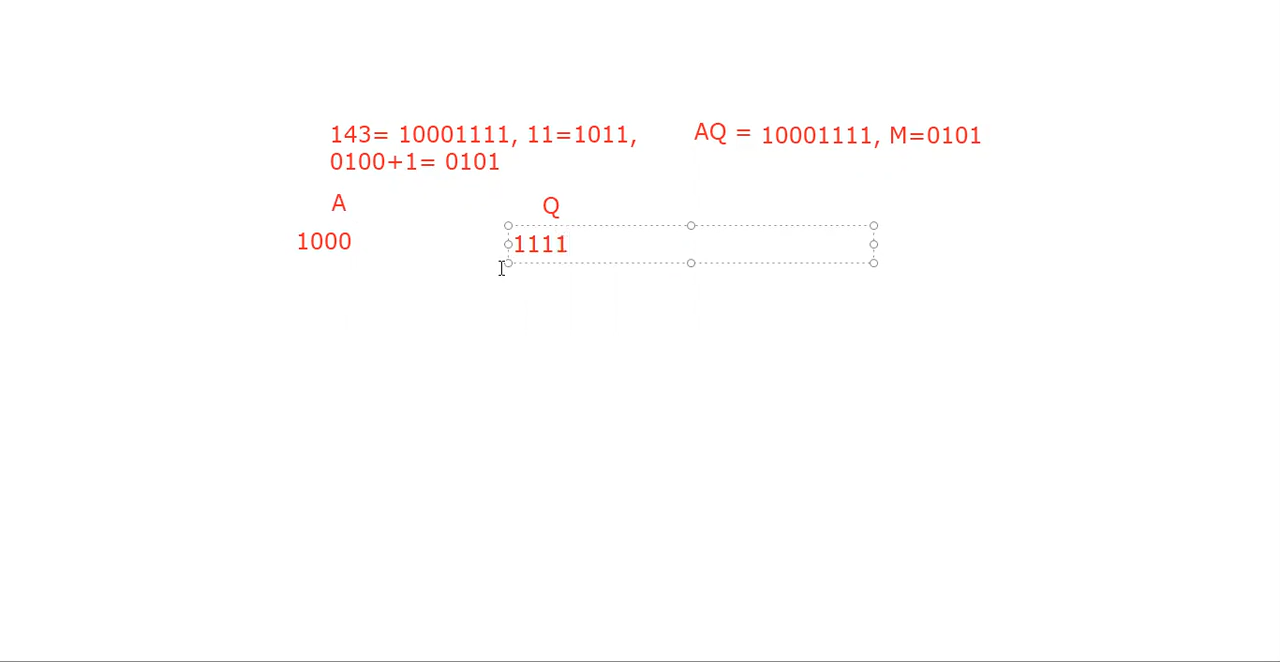 143= 10001111, 11=1011,
0100+1= 0101
AQ = 10001111, M=0101
A Q
1000 1111